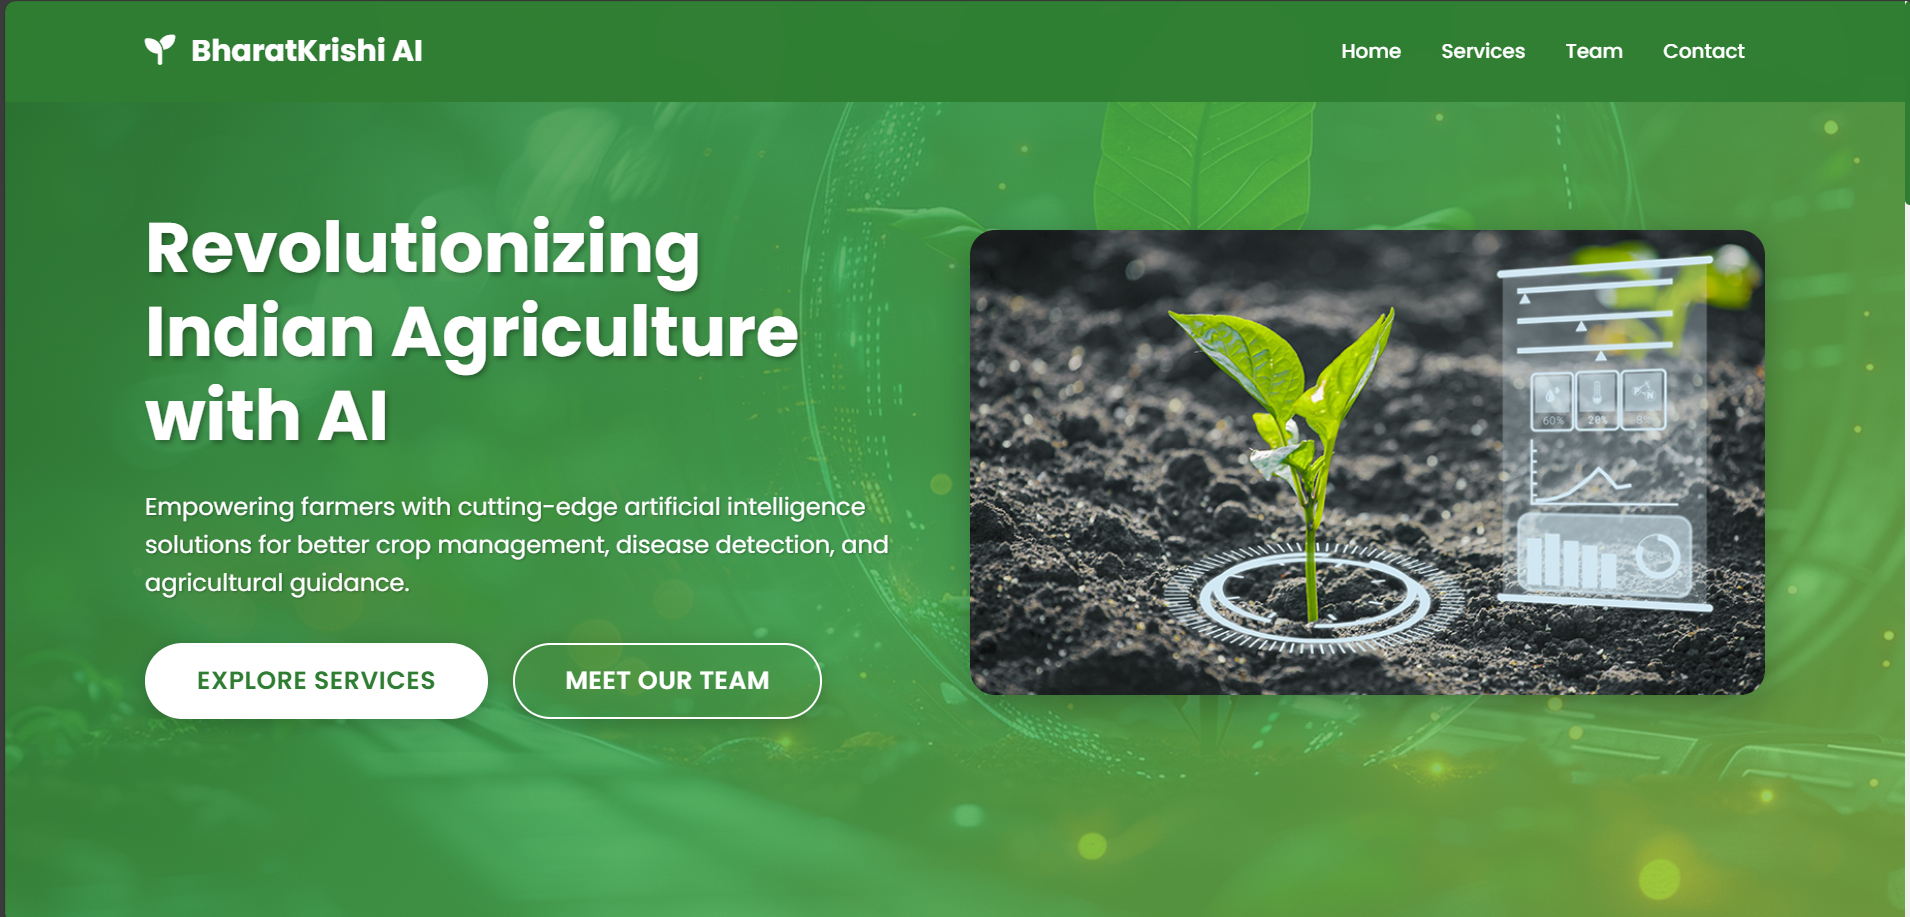 BharatKrishi AI
Home Services Team Contact
Revolutionizing
Indian Agriculture
with AI
Empowering farmers with cutting-edge artificial intelligence
solutions for better crop management, disease detection, and
agricultural guidance.
EXPLORE SERVICES
MEET OUR TEAM
60% 20%